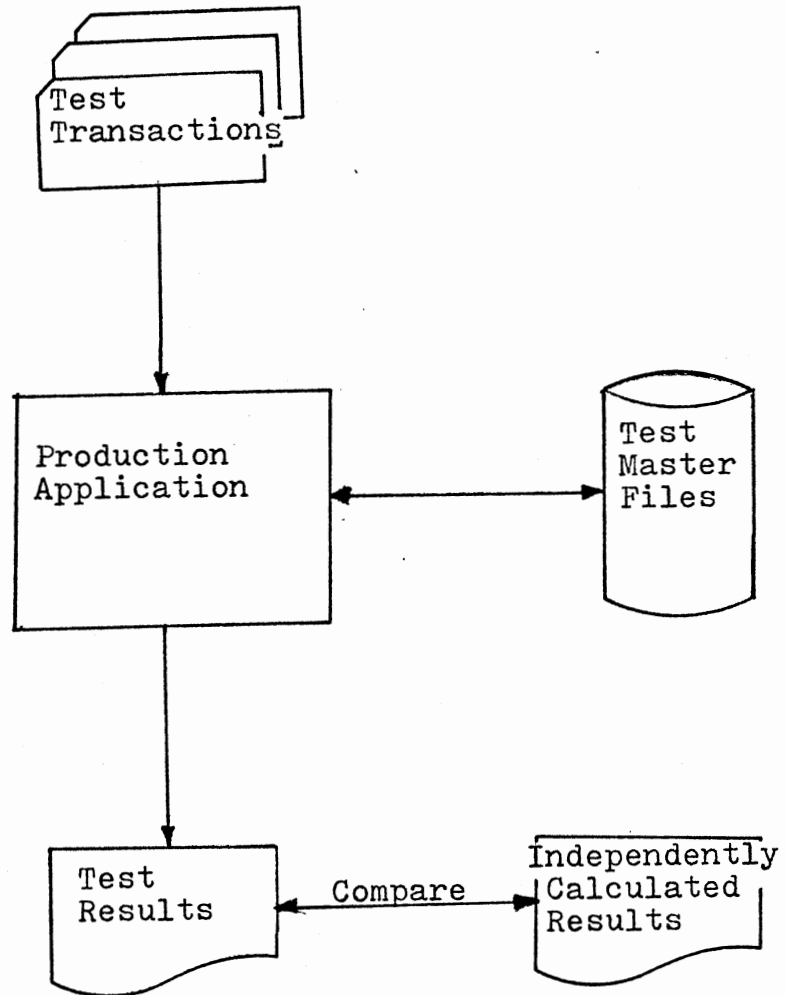 Test
Transactions
Production
Application
Test
Master
Files
Test
Results
Compare
Independently
Calculated
Results